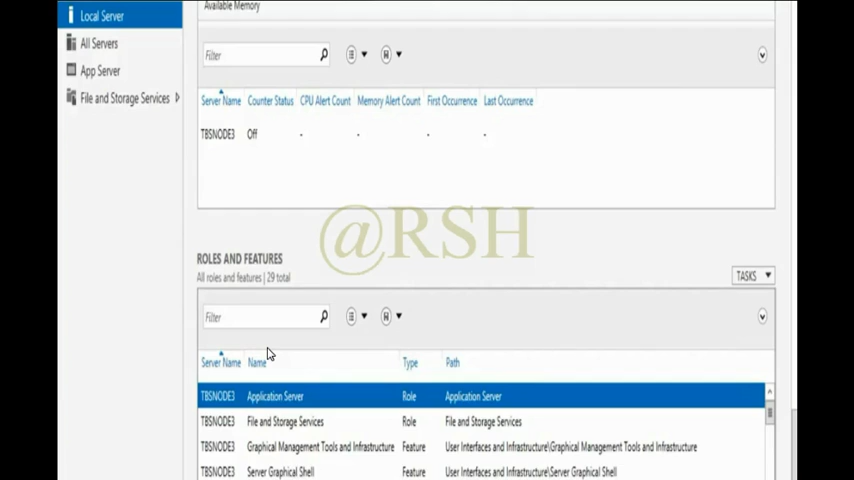 Available Memory
Local Server
All Servers
App Server
File and Storage Services
Filter
Server Name Counter Status CPU Alert Count Memory Alert Count First Occurrence Last Occurrence
TBSNODE3 Off - - - -
@RSH
ROLES AND FEATURES
All roles and features | 29 total
TASKS
Filter
Server Name Name Type Path
TBSNODE3 Application Server Role Application Server
TBSNODE3 File and Storage Services Role File and Storage Services
TBSNODE3 Graphical Management Tools and Infrastructure Feature User Interfaces and Infrastructure\Graphical Management Tools and Infrastructure
TBSNODE3 Server Graphical Shell Feature User Interfaces and Infrastructure\Server Graphical Shell